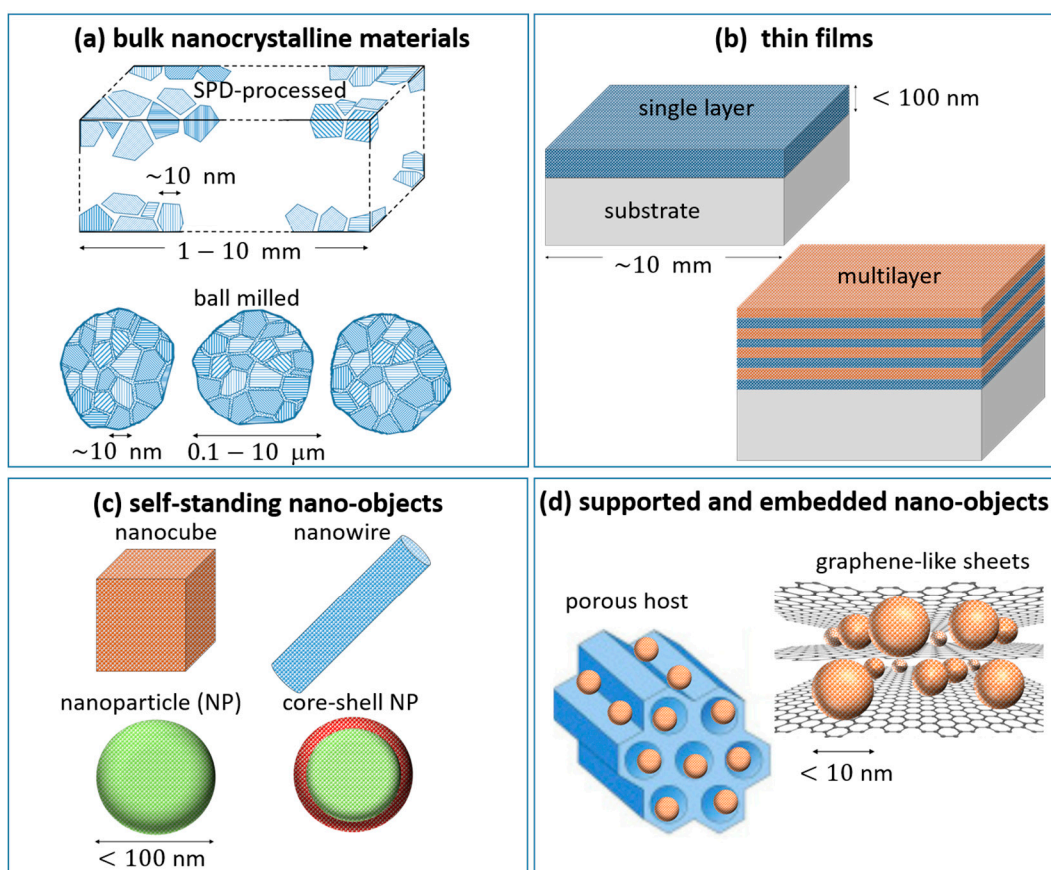 (a) bulk nanocrystalline materials
SPD-processed
~10 nm
1 − 10 mm
ball milled
~10 nm
0.1 − 10 μm
(b) thin films
single layer
< 100 nm
substrate
~10 mm
multilayer
(c) self-standing nano-objects
nanocube
nanowire
nanoparticle (NP)
core-shell NP
< 100 nm
(d) supported and embedded nano-objects
graphene-like sheets
porous host
< 10 nm